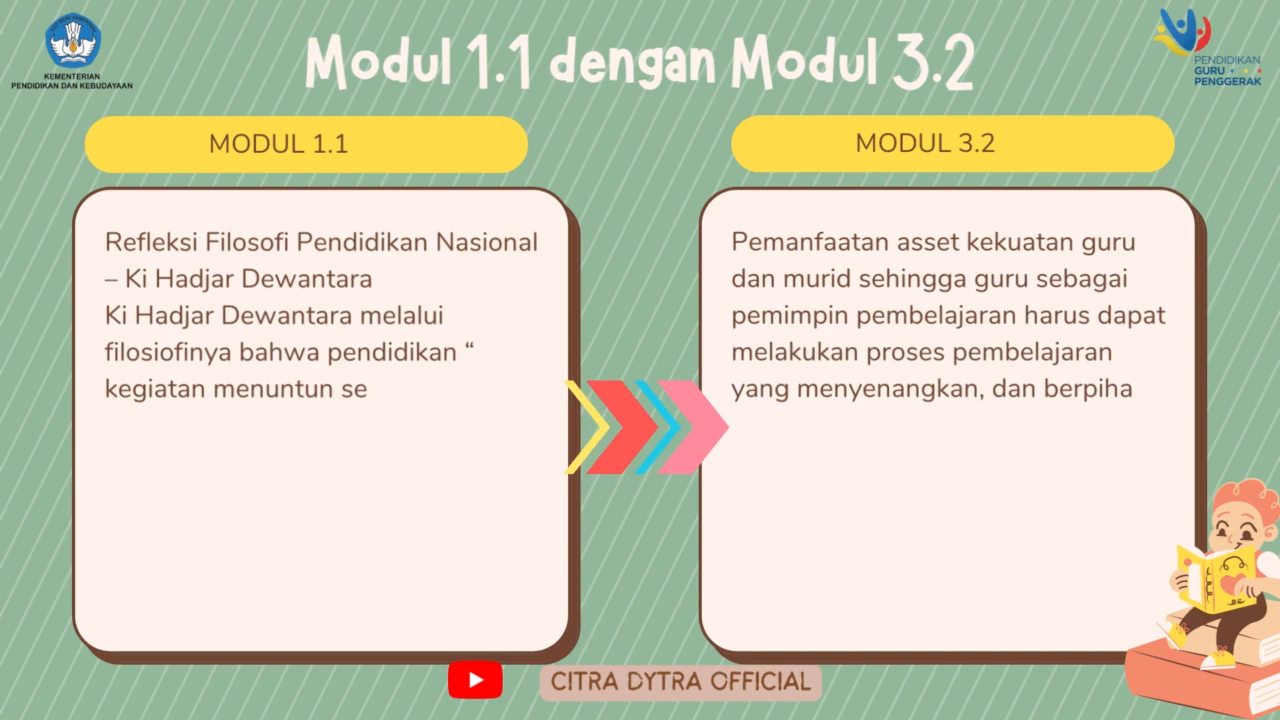 KEMENTERIAN
PENDIDIKAN DAN KEBUDAYAAN
Modul 1.1 dengan Modul 3.2
PENDIDIKAN
GURU
PENGGERAK
MODUL 1.1
Refleksi Filosofi Pendidikan Nasional
– Ki Hadjar Dewantara
Ki Hadjar Dewantara melalui
filosiofinya bahwa pendidikan “
kegiatan menuntun se
MODUL 3.2
Pemanfaatan asset kekuatan guru
dan murid sehingga guru sebagai
pemimpin pembelajaran harus dapat
melakukan proses pembelajaran
yang menyenangkan, dan berpiha
CITRA DYTRA OFFICIAL